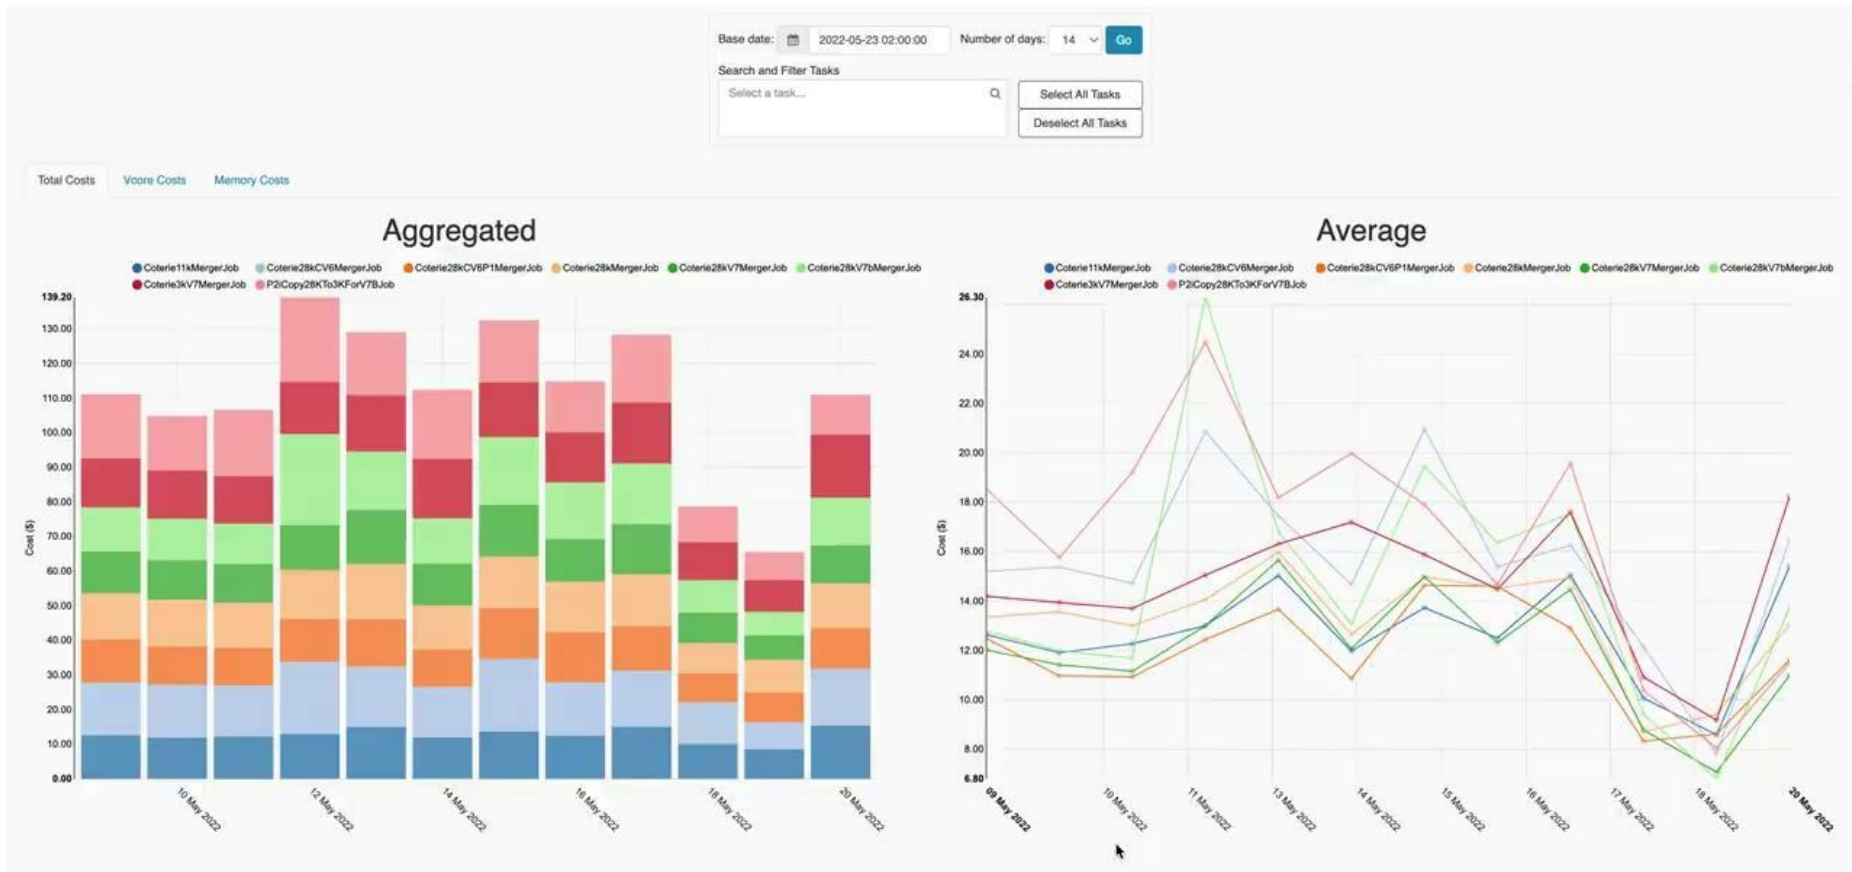 Base date: 2022-05-23 02:00:00 Number of days: 14 Go
Search and Filter Tasks
Select a task...
Select All Tasks
Deselect All Tasks
Total Costs Vcore Costs Memory Costs
Aggregated
Coterie11kMergerJob Coterie28kCV6MergerJob Coterie28kCV6P1MergerJob Coterie28kMergerJob Coterie28kV7MergerJob Coterie28kV7bMergerJob
Coterie3kV7MergerJob P2iCopy28KTo3KForV7BJob
139.20
130.00
120.00
110.00
100.00
90.00
80.00
70.00
60.00
50.00
40.00
30.00
20.00
10.00
0.00
Cost ($)
10 May 2022
12 May 2022
14 May 2022
16 May 2022
18 May 2022
20 May 2022
Average
Coterie11kMergerJob Coterie28kCV6MergerJob Coterie28kCV6P1MergerJob Coterie28kMergerJob Coterie28kV7MergerJob Coterie28kV7bMergerJob
Coterie3kV7MergerJob P2iCopy28KTo3KForV7BJob
26.30
24.00
22.00
20.00
18.00
16.00
14.00
12.00
10.00
8.00
6.80
Cost ($)
09 May 2022
10 May 2022
11 May 2022
13 May 2022
14 May 2022
15 May 2022
16 May 2022
17 May 2022
18 May 2022
20 May 2022